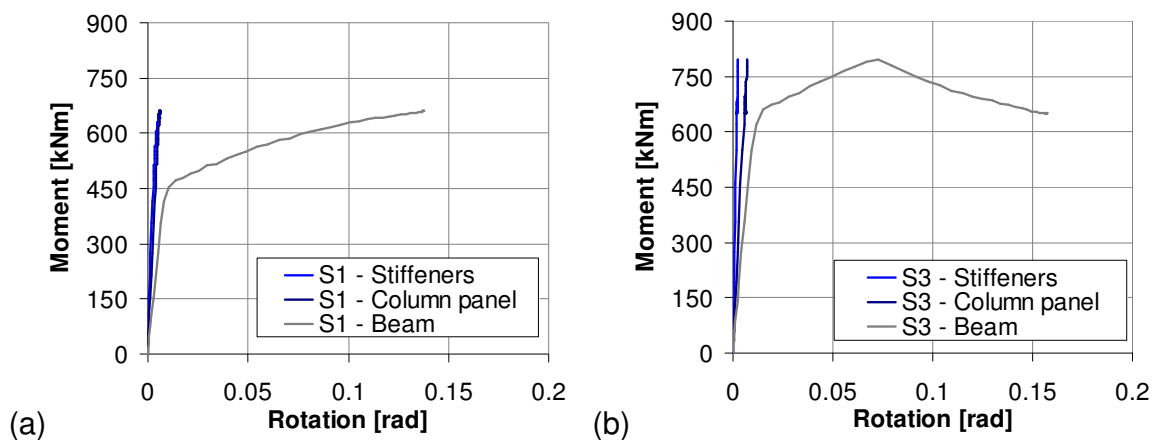 900
750
600
450
300
150
0
Moment [kNm]
S1 - Stiffeners
S1 - Column panel
S1 - Beam
0 0.05 0.1 0.15 0.2
Rotation [rad]
(a)
900
750
600
450
300
150
0
Moment [kNm]
S3 - Stiffeners
S3 - Column panel
S3 - Beam
0 0.05 0.1 0.15 0.2
Rotation [rad]
(b)